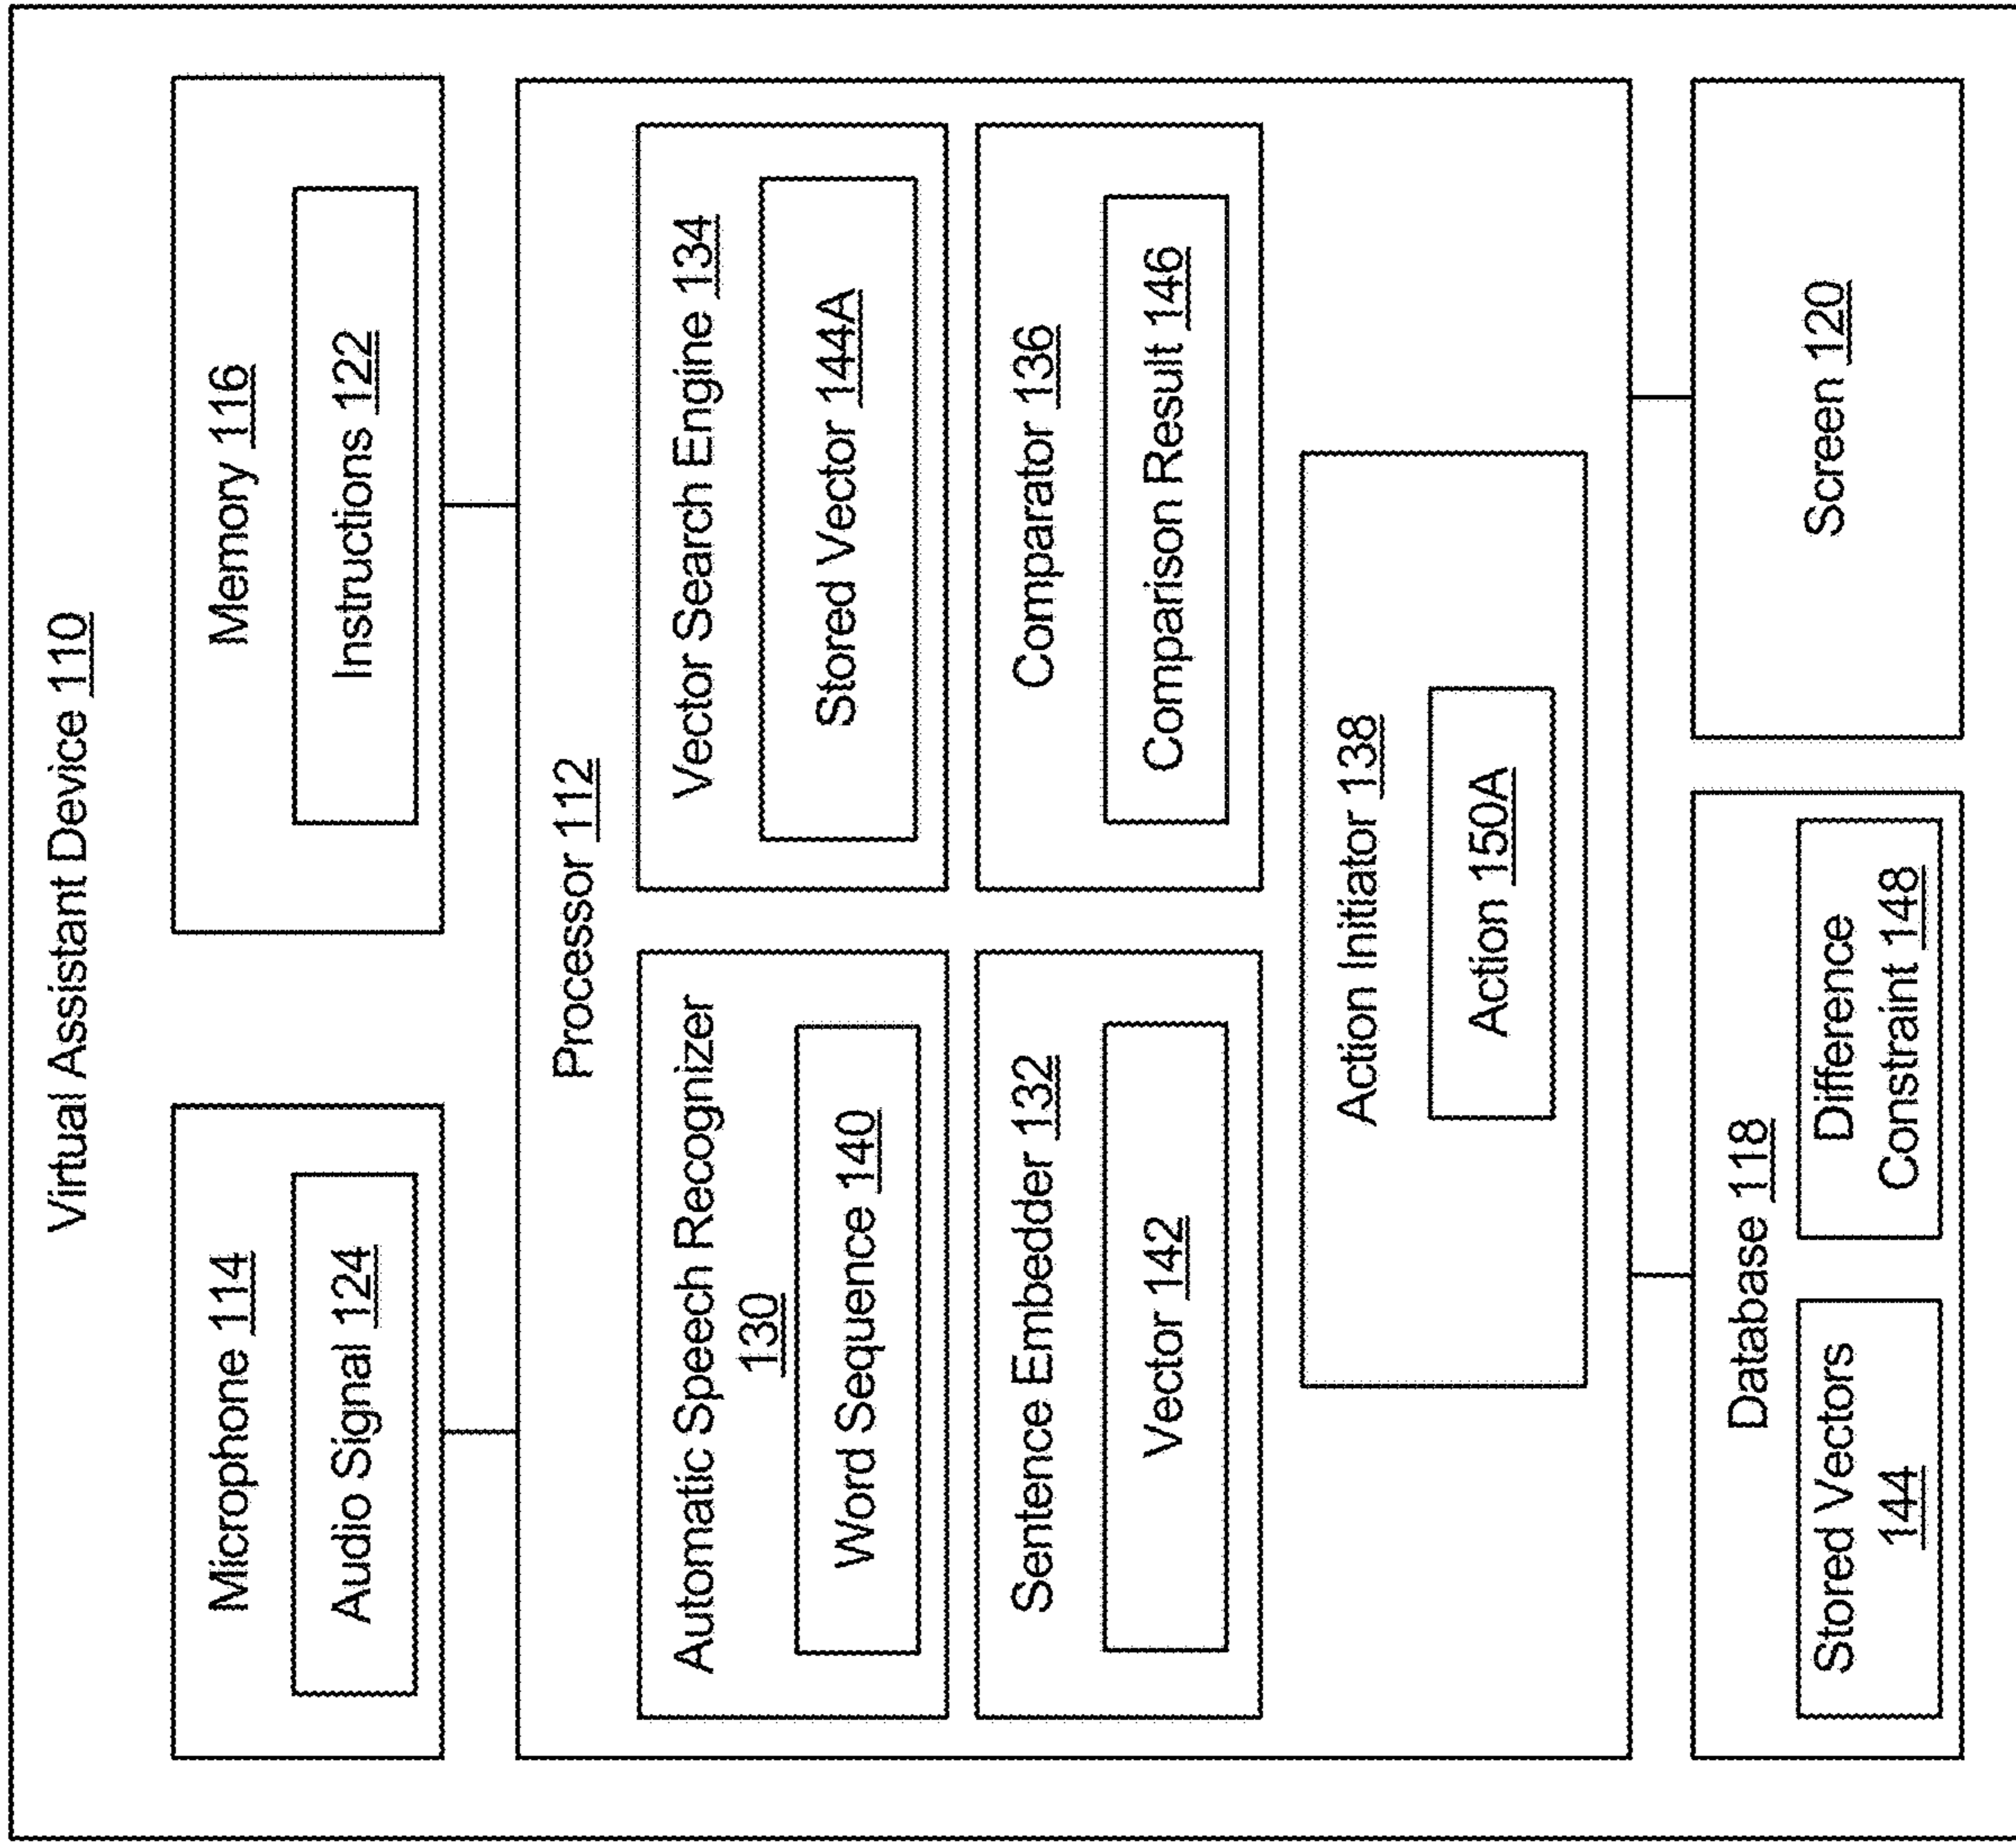 Virtual Assistant Device 110
Microphone 114
Audio Signal 124
Memory 116
Instructions 122
Processor 112
Automatic Speech Recognizer
130
Word Sequence 140
Vector Search Engine 134
Stored Vector 144A
Sentence Embedder 132
Vector 142
Comparator 136
Comparison Result 146
Action Initiator 138
Action 150A
Database 118
Stored Vectors
144
Difference
Constraint 148
Screen 120